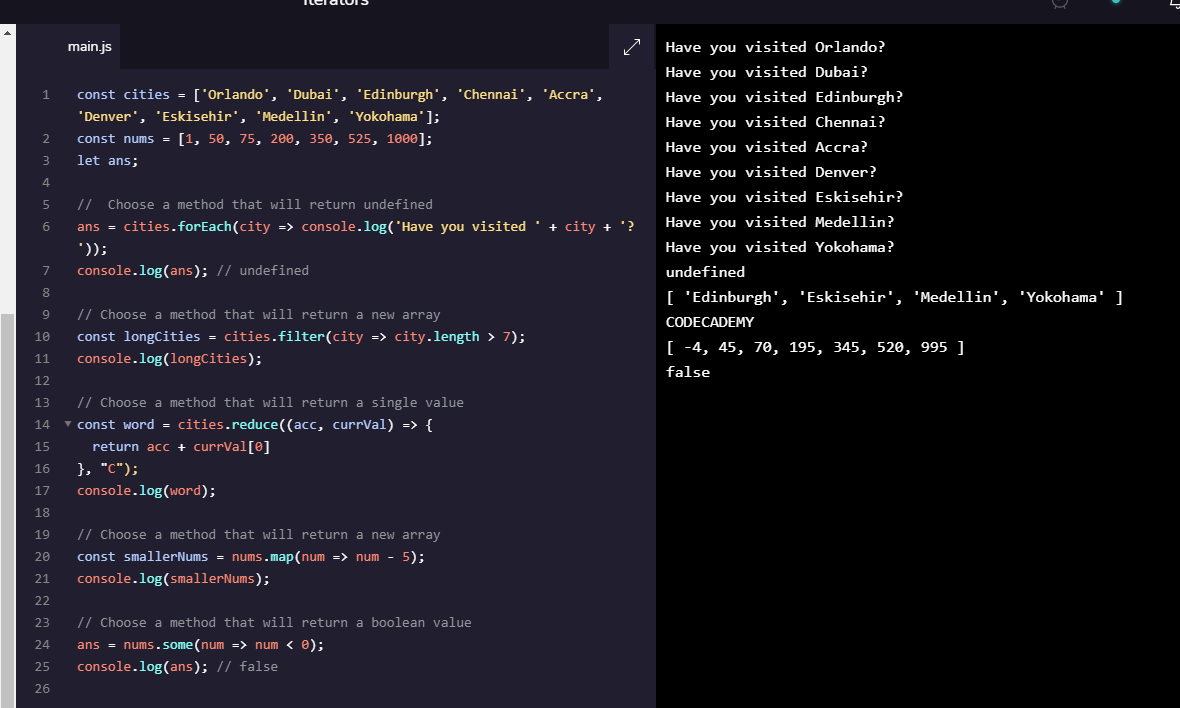 Iterators
main.js
1 const cities = ['Orlando', 'Dubai', 'Edinburgh', 'Chennai', 'Accra',
'Denver', 'Eskisehir', 'Medellin', 'Yokohama'];
2 const nums = [1, 50, 75, 200, 350, 525, 1000];
3 let ans;
4
5 //  Choose a method that will return undefined
6 ans = cities.forEach(city => console.log('Have you visited ' + city + '?
'));
7 console.log(ans); // undefined
8
9 // Choose a method that will return a new array
10 const longCities = cities.filter(city => city.length > 7);
11 console.log(longCities);
12
13 // Choose a method that will return a single value
14 const word = cities.reduce((acc, currVal) => {
15   return acc + currVal[0]
16 }, "C");
17 console.log(word);
18
19 // Choose a method that will return a new array
20 const smallerNums = nums.map(num => num - 5);
21 console.log(smallerNums);
22
23 // Choose a method that will return a boolean value
24 ans = nums.some(num => num < 0);
25 console.log(ans); // false
26
Have you visited Orlando?
Have you visited Dubai?
Have you visited Edinburgh?
Have you visited Chennai?
Have you visited Accra?
Have you visited Denver?
Have you visited Eskisehir?
Have you visited Medellin?
Have you visited Yokohama?
undefined
[ 'Edinburgh', 'Eskisehir', 'Medellin', 'Yokohama' ]
CODECADEMY
[ -4, 45, 70, 195, 345, 520, 995 ]
false